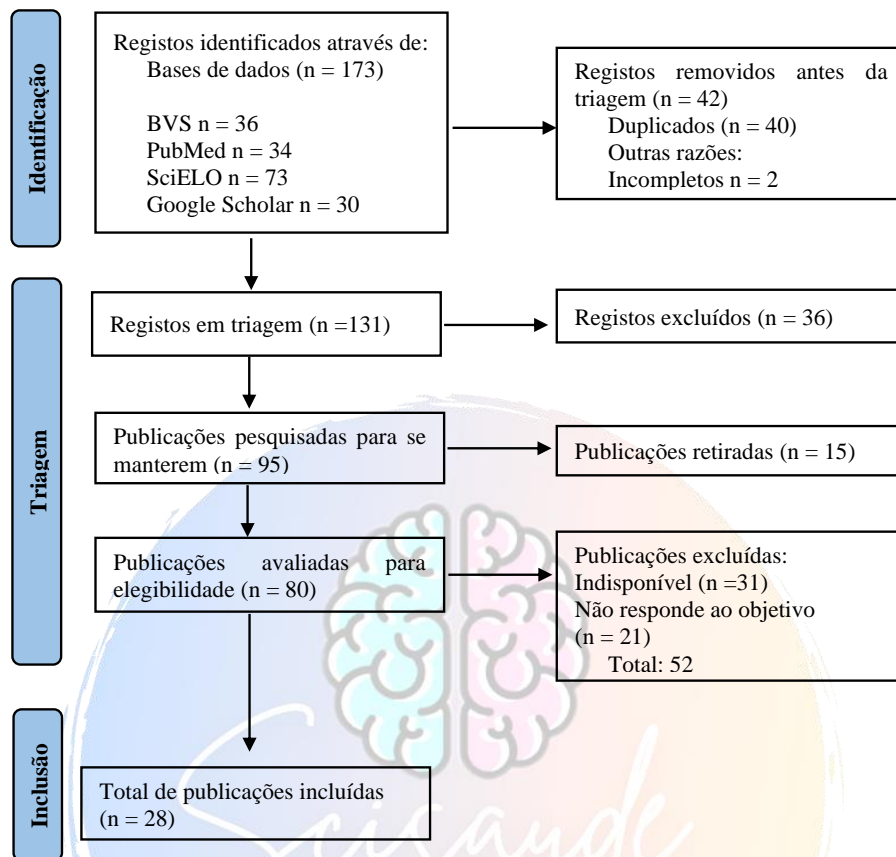 Identificação
Registos identificados através de:
Bases de dados (n = 173)
BVS n = 36
PubMed n = 34
SciELO n = 73
Google Scholar n = 30
Registos removidos antes da
triagem (n = 42)
Duplicados (n = 40)
Outras razões:
Incompletos n = 2
Triagem
Registos em triagem (n =131)
Registos excluídos (n = 36)
Publicações pesquisadas para se
manterem (n = 95)
Publicações retiradas (n = 15)
Publicações avaliadas para
elegibilidade (n = 80)
Publicações excluídas:
Indisponível (n =31)
Não responde ao objetivo
(n = 21)
Total: 52
Inclusão
Total de publicações incluídas
(n = 28)
Scisaude